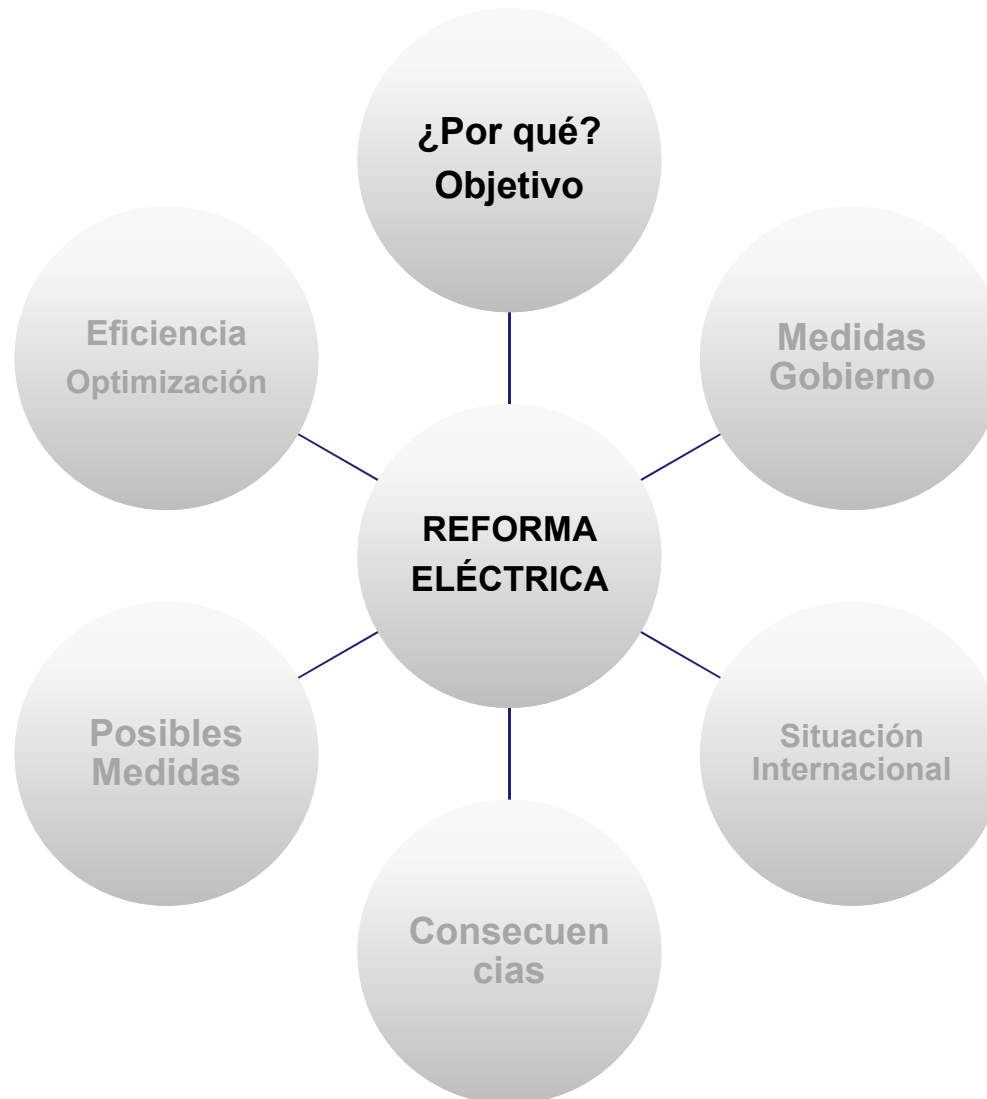 ¿Por qué?
Objetivo
Medidas
Gobierno
Situación
Internacional
Consecuen
cias
Posibles
Medidas
Eficiencia
Optimización
REFORMA
ELÉCTRICA